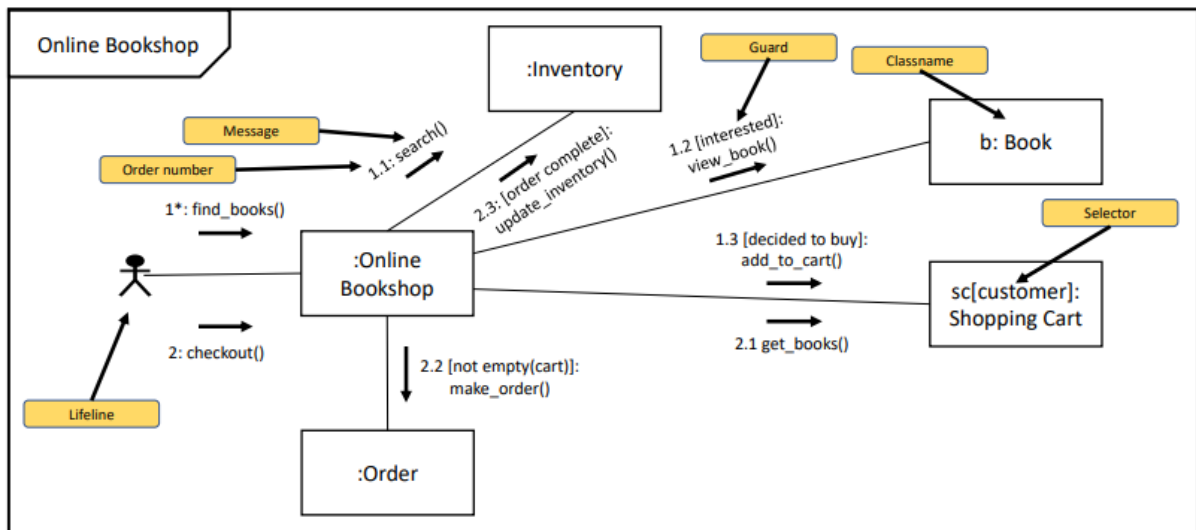 Online Bookshop
:Inventory
Guard
Classname
Message
Order number
1.1: search()
2.3: [order complete]:
update_inventory()
1.2 [interested]:
view_book()
b: Book
1*: find_books()
:Online
Bookshop
1.3 [decided to buy]:
add_to_cart()
Selector
sc[customer]:
Shopping Cart
2: checkout()
2.1 get_books()
2.2 [not empty(cart)]:
make_order()
Lifeline
:Order